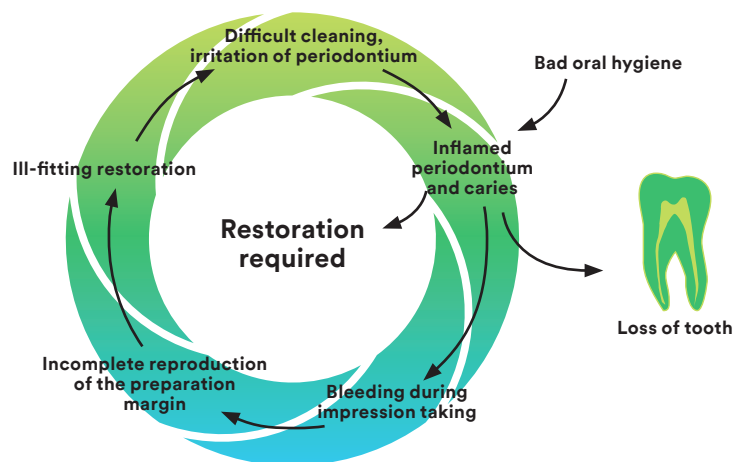 Difficult cleaning,
irritation of periodontium
Bad oral hygiene
Inflamed
periodontium
and caries
Ill-fitting restoration
Restoration
required
Loss of tooth
Incomplete reproduction
of the preparation
margin
Bleeding during
impression taking